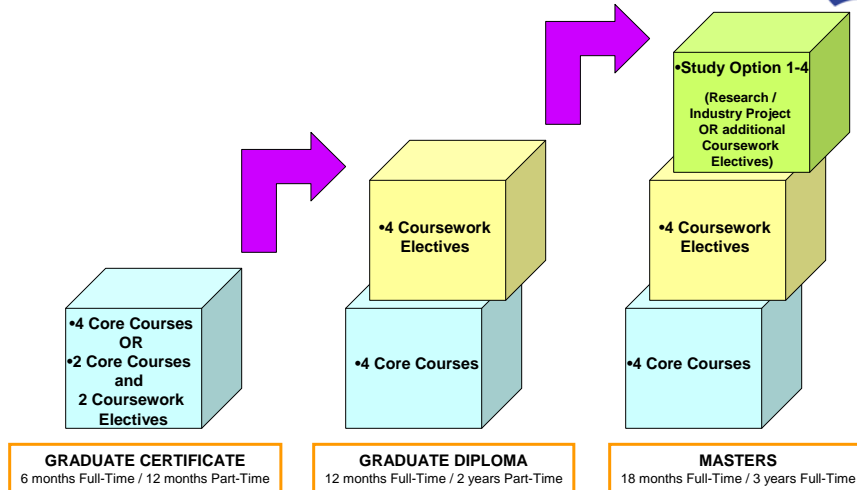 •Study Option 1-4
(Research /
Industry Project
OR additional
Coursework
Electives)
•4 Coursework
Electives
•4 Coursework
Electives
•4 Core Courses
OR
•2 Core Courses
and
2 Coursework
Electives
•4 Core Courses
•4 Core Courses
GRADUATE CERTIFICATE
6 months Full-Time / 12 months Part-Time
GRADUATE DIPLOMA
12 months Full-Time / 2 years Part-Time
MASTERS
18 months Full-Time / 3 years Full-Time